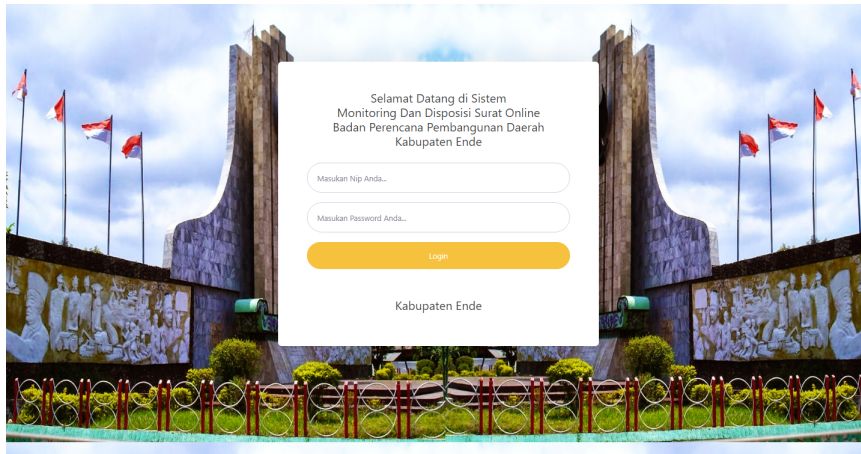 Selamat Datang di Sistem
Monitoring Dan Disposisi Surat Online
Badan Perencana Pembangunan Daerah
Kabupaten Ende
Masukan Nip Anda...
Masukan Password Anda...
Login
Kabupaten Ende